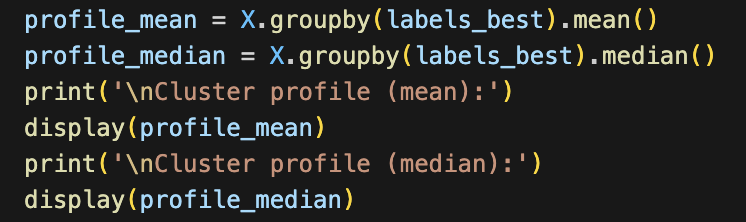 profile_mean = X.groupby(labels_best).mean()
profile_median = X.groupby(labels_best).median()
print('\nCluster profile (mean):')
display(profile_mean)
print('\nCluster profile (median):')
display(profile_median)